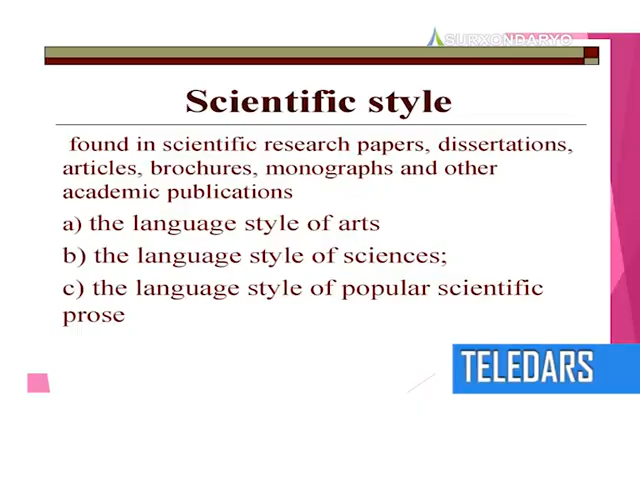 SURXONDARYO
Scientific style
found in scientific research papers, dissertations,
articles, brochures, monographs and other
academic publications
a) the language style of arts
b) the language style of sciences;
c) the language style of popular scientific
prose
TELEDARS